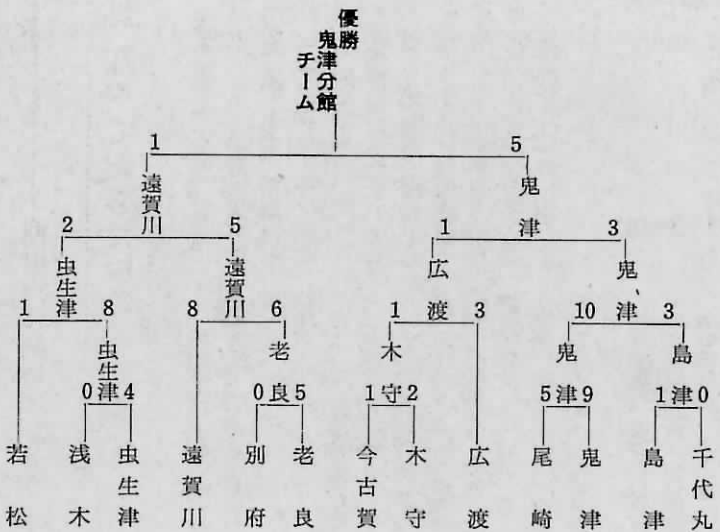 優勝
鬼津分館
チーム
1 5
遠賀川 鬼津
2 5 1 3
虫生津 遠賀川 広渡 鬼津
1 8 8 6 1 3 10 3
虫生津 老良 木守 鬼津 島津
0 4 0 5 1 2 5 9 1 0
若松 浅木 虫生津 遠賀川 別府 老良 今古賀 木守 広渡 尾崎 鬼津 島津 千代丸